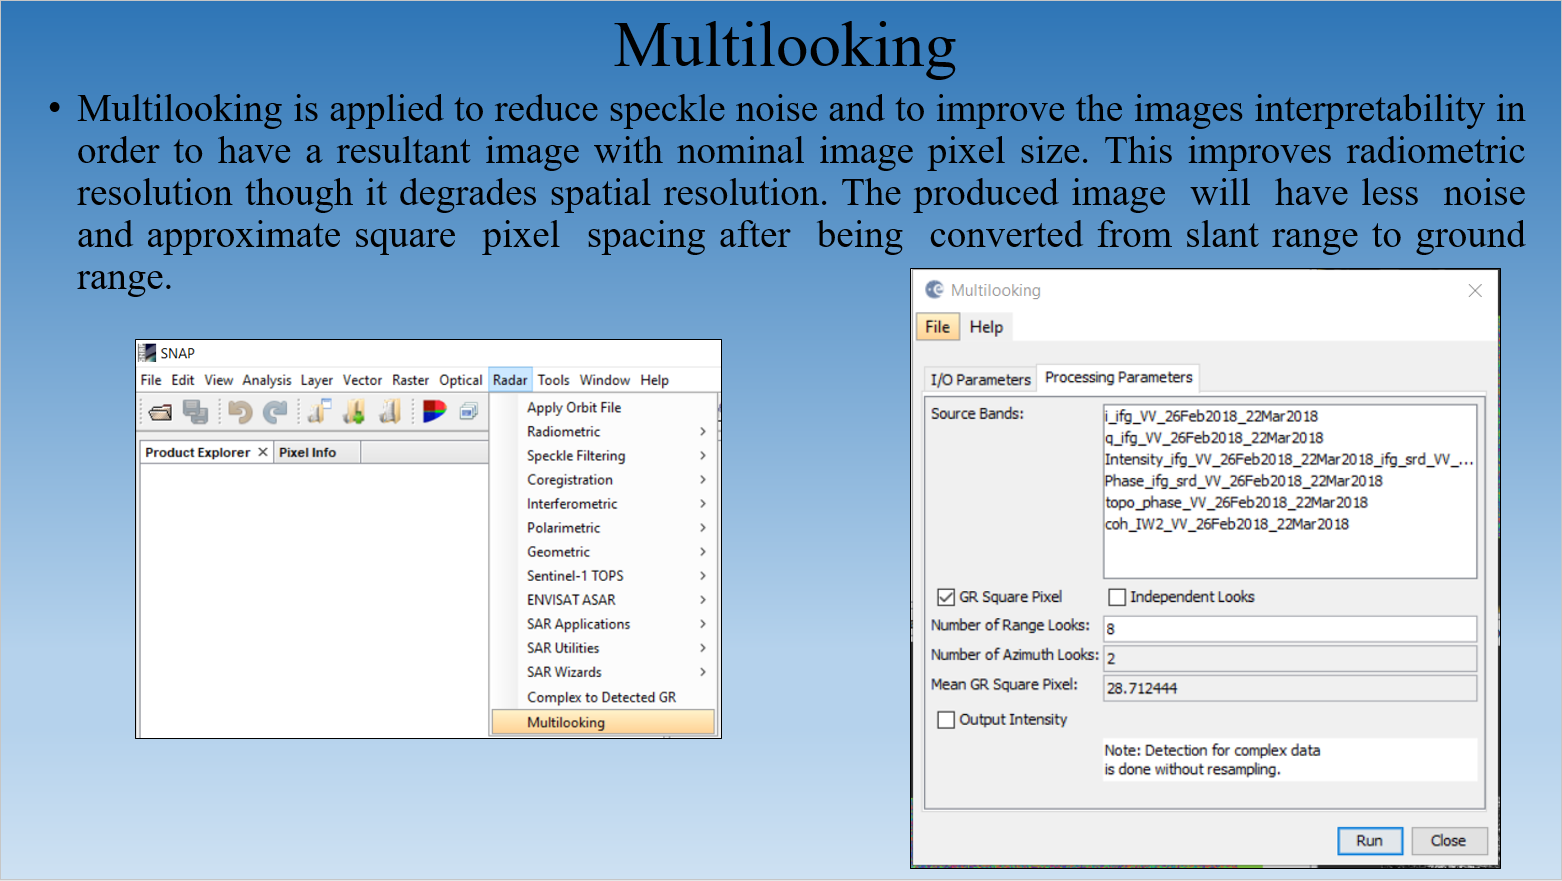 Multilooking
• Multilooking is applied to reduce speckle noise and to improve the images interpretability in
order to have a resultant image with nominal image pixel size. This improves radiometric
resolution though it degrades spatial resolution. The produced image will have less noise
and approximate square pixel spacing after being converted from slant range to ground
range.
SNAP
File Edit View Analysis Layer Vector Raster Optical Radar Tools Window Help
Apply Orbit File
Radiometric
Speckle Filtering
Coregistration
Interferometric
Polarimetric
Geometric
Sentinel-1 TOPS
ENVISAT ASAR
SAR Applications
SAR Utilities
SAR Wizards
Complex to Detected GR
Multilooking
Product Explorer Pixel Info
Multilooking
File Help
I/O Parameters Processing Parameters
Source Bands:
i_ifg_VV_26Feb2018_22Mar2018
q_ifg_VV_26Feb2018_22Mar2018
Intensity_ifg_VV_26Feb2018_22Mar2018_ifg_srd_VV_...
Phase_ifg_srd_VV_26Feb2018_22Mar2018
topo_phase_VV_26Feb2018_22Mar2018
coh_IW2_VV_26Feb2018_22Mar2018
GR Square Pixel Independent Looks
Number of Range Looks: 8
Number of Azimuth Looks: 2
Mean GR Square Pixel: 28.712444
Output Intensity
Note: Detection for complex data
is done without resampling.
Run Close